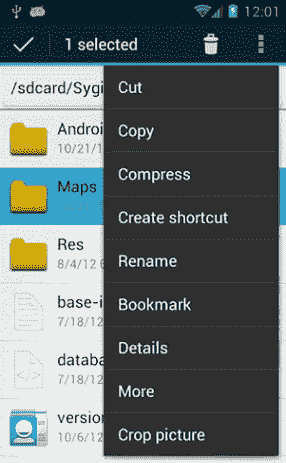 12:01
1 selected
/sdcard/Sygi
Cut
Androi
10/21/1
Copy
Compress
Maps
Create shortcut
Res
8/4/12 6
Rename
base-i
7/18/12
Bookmark
Details
databa
7/18/12
More
version
10/6/12
Crop picture